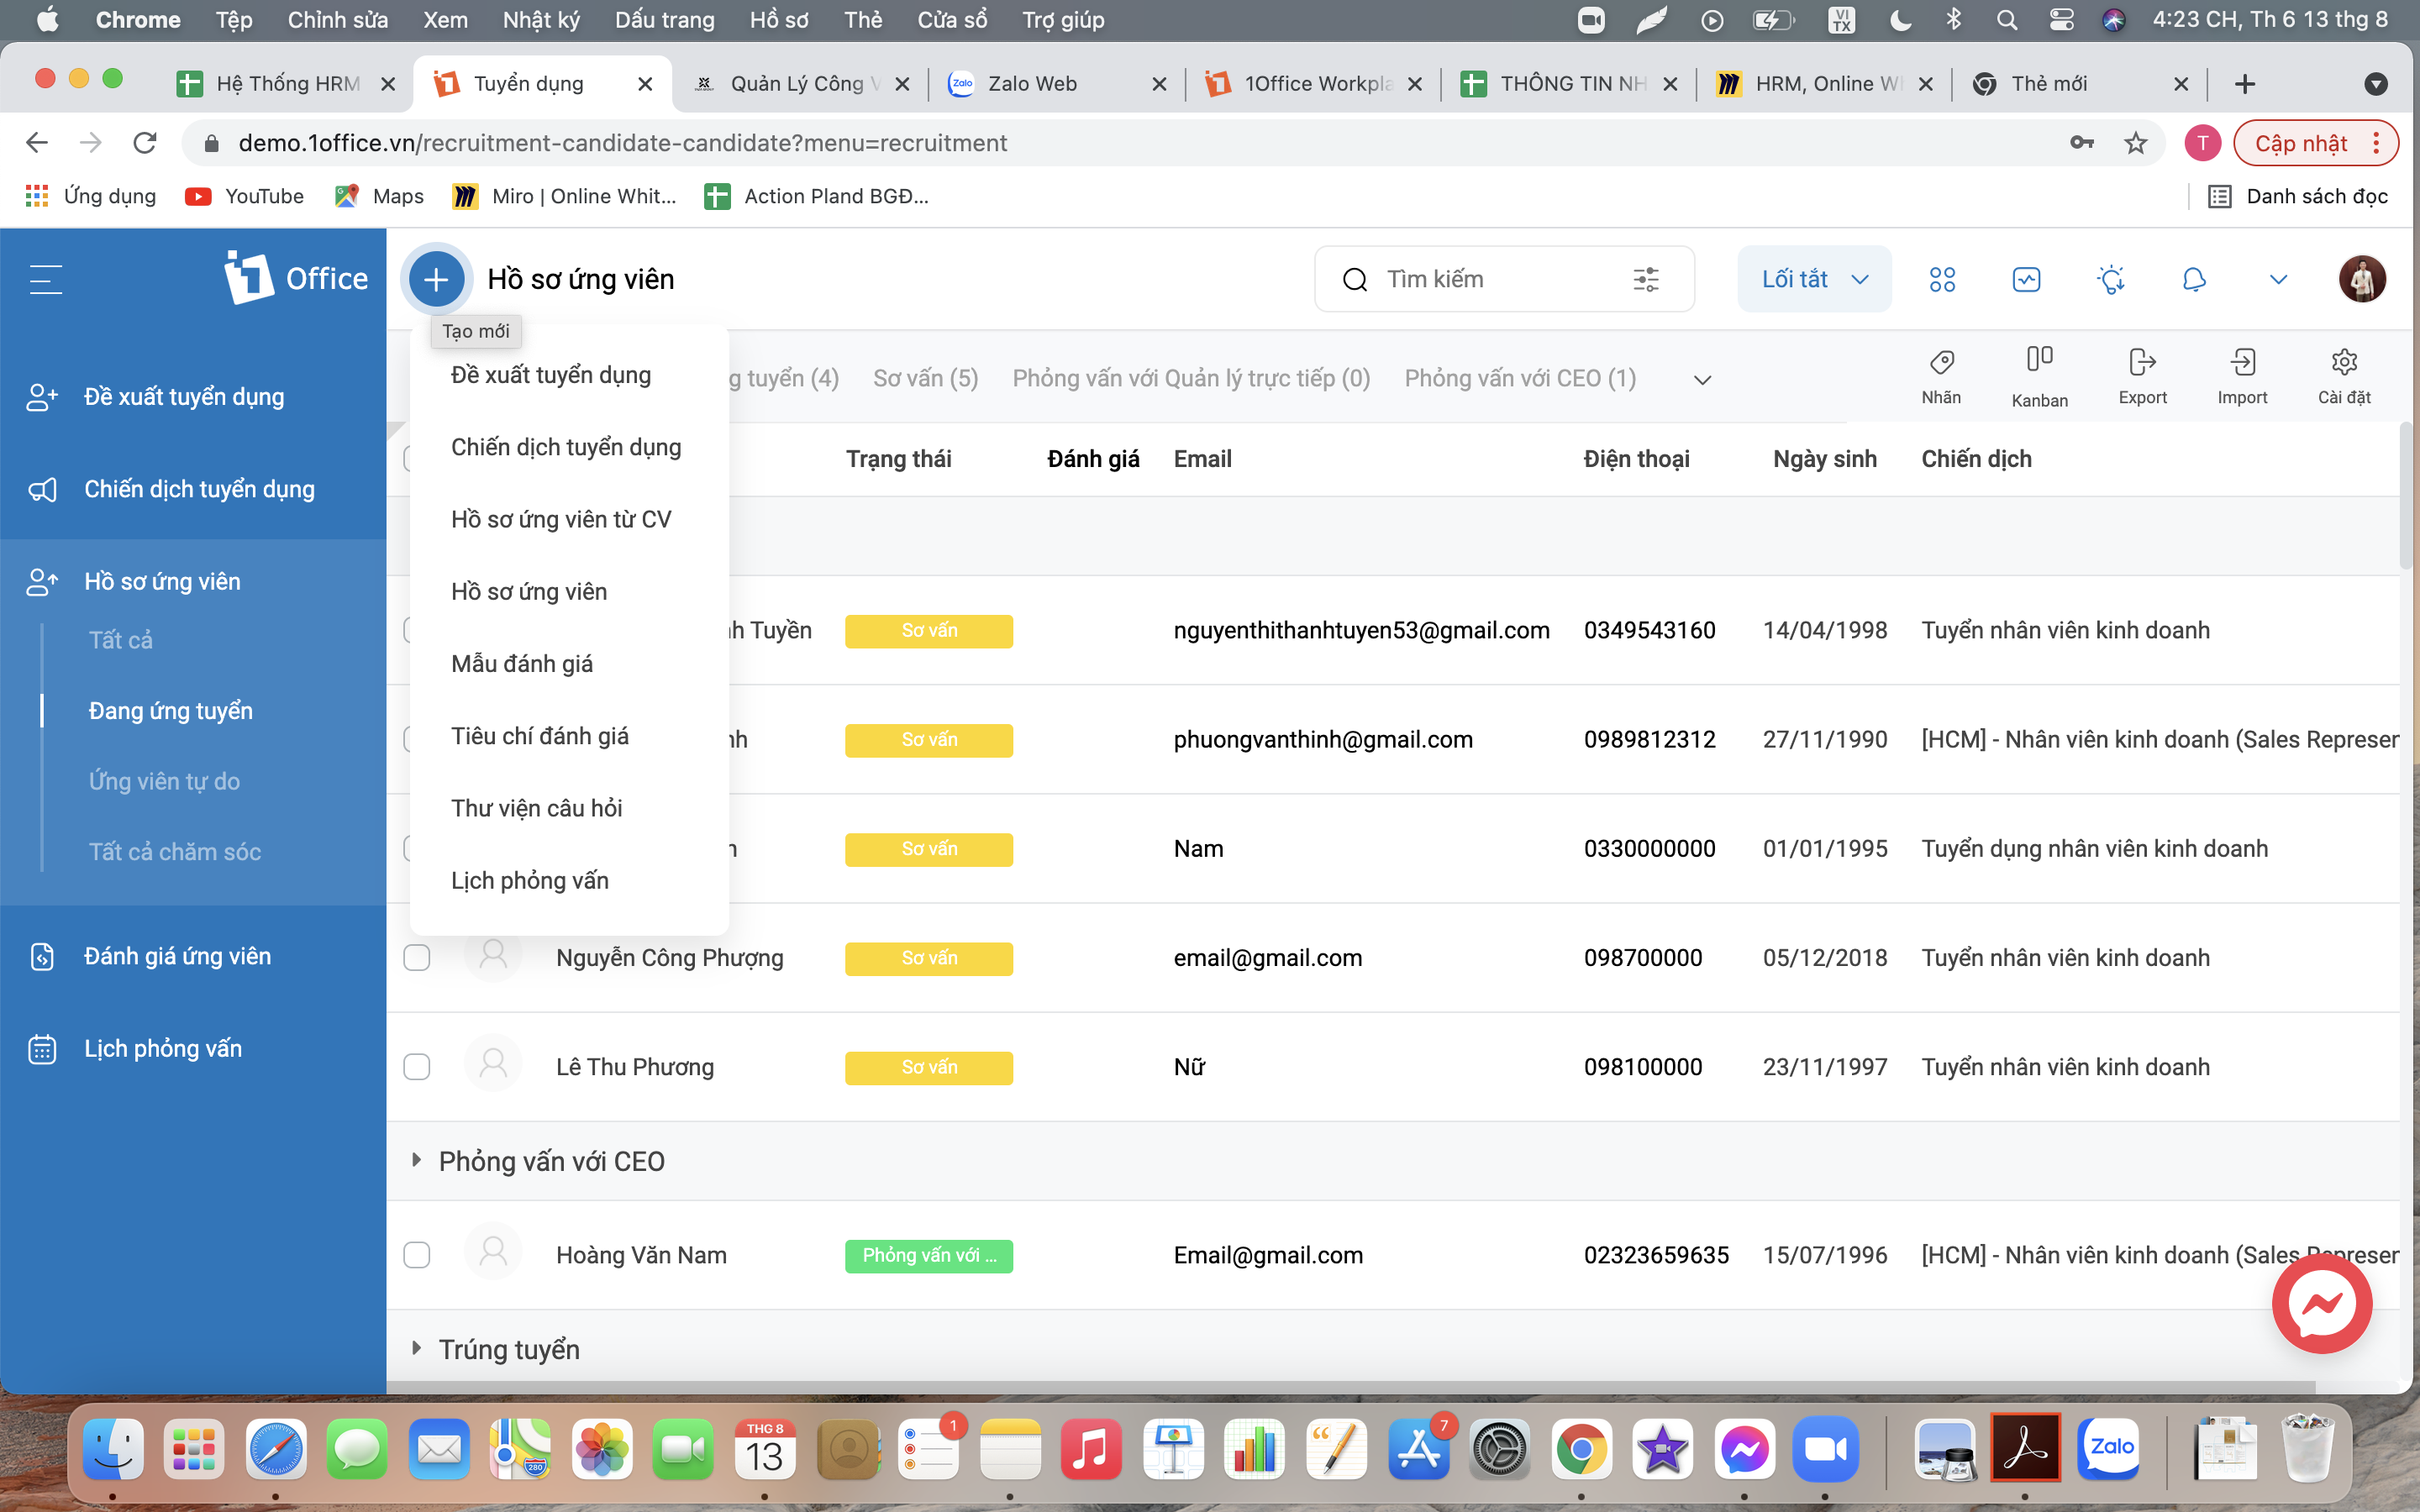 Chrome Tệp Chỉnh sửa Xem Nhật ký Dấu trang Hồ sơ Thẻ Cửa sổ Trợ giúp VI TX 4:23 CH, Th 6 13 thg 8
Hệ Thống HRM Tuyển dụng Quản Lý Công V Zalo Zalo Web 1Office Workpla THÔNG TIN NH HRM, Online Wh Thẻ mới
demo.1office.vn/recruitment-candidate-candidate?menu=recruitment T Cập nhật
Ứng dụng YouTube Maps Miro | Online Whit... Action Pland BGĐ... Danh sách đọc
Office Hồ sơ ứng viên Tìm kiếm Lối tắt
Tạo mới
Đề xuất tuyển dụng
Chiến dịch tuyển dụng
Hồ sơ ứng viên
Tất cả
Đang ứng tuyển
Ứng viên tự do
Tất cả chăm sóc
Đánh giá ứng viên
Lịch phỏng vấn
Đề xuất tuyển dụng
Chiến dịch tuyển dụng
Hồ sơ ứng viên từ CV
Hồ sơ ứng viên
Mẫu đánh giá
Tiêu chí đánh giá
Thư viện câu hỏi
Lịch phỏng vấn
g tuyển (4) Sơ vấn (5) Phỏng vấn với Quản lý trực tiếp (0) Phỏng vấn với CEO (1)
Nhãn Kanban Export Import Cài đặt
Trạng thái Đánh giá Email Điện thoại Ngày sinh Chiến dịch
nh Tuyền Sơ vấn nguyenthithanhtuyen53@gmail.com 0349543160 14/04/1998 Tuyển nhân viên kinh doanh
nh Sơ vấn phuongvanthinh@gmail.com 0989812312 27/11/1990 [HCM] - Nhân viên kinh doanh (Sales Represer
n Sơ vấn Nam 0330000000 01/01/1995 Tuyển dụng nhân viên kinh doanh
Nguyễn Công Phượng Sơ vấn email@gmail.com 098700000 05/12/2018 Tuyển nhân viên kinh doanh
Lê Thu Phương Sơ vấn Nữ 098100000 23/11/1997 Tuyển nhân viên kinh doanh
Phỏng vấn với CEO
Hoàng Văn Nam Phỏng vấn với ... Email@gmail.com 02323659635 15/07/1996 [HCM] - Nhân viên kinh doanh (Sales Represer
Trúng tuyển
THG 8
13
1
7
280
Zalo